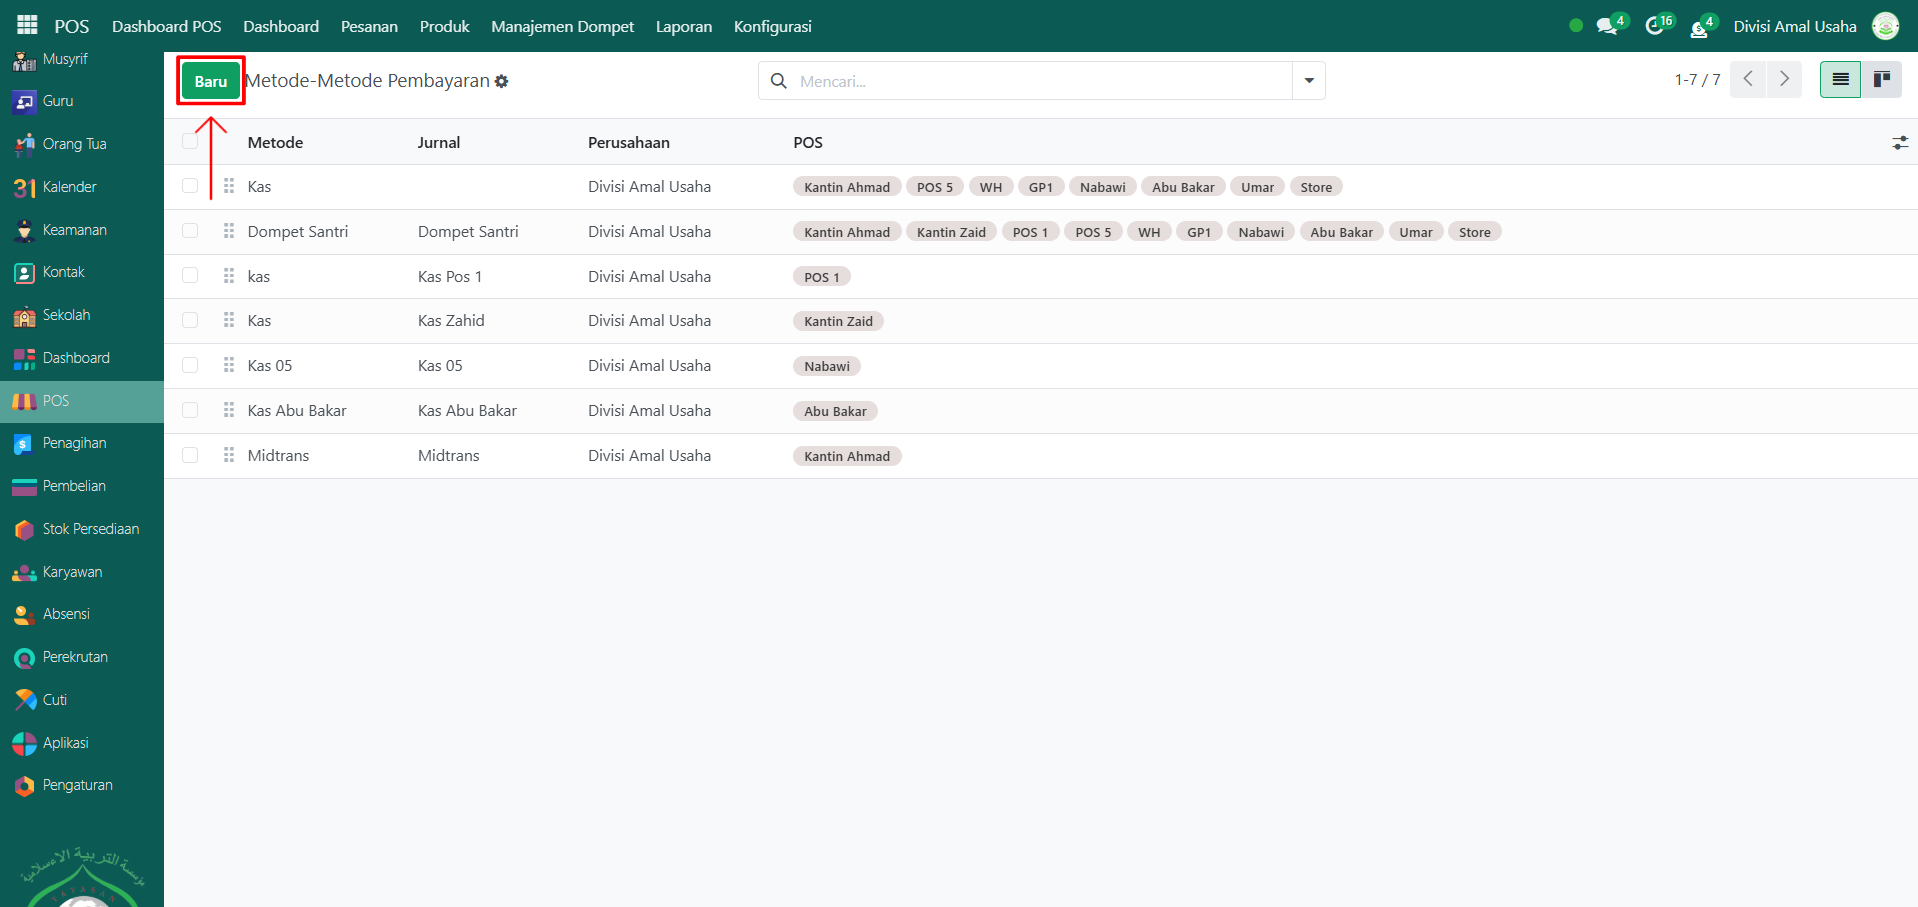 POS Dashboard POS Dashboard Pesanan Produk Manajemen Dompet Laporan Konfigurasi 4 16 4 Divisi Amal Usaha
Musyrif
Guru
Orang Tua
31 Kalender
Keamanan
Kontak
Sekolah
Dashboard
POS
Penagihan
Pembelian
Stok Persediaan
Karyawan
Absensi
Perekrutan
Cuti
Aplikasi
Pengaturan
مؤسسة التربية الإسلامية
YAYASAN
Baru Metode-Metode Pembayaran Mencari... 1-7 / 7
Metode Jurnal Perusahaan POS
Kas Divisi Amal Usaha Kantin Ahmad POS 5 WH GP1 Nabawi Abu Bakar Umar Store
Dompet Santri Dompet Santri Divisi Amal Usaha Kantin Ahmad Kantin Zaid POS 1 POS 5 WH GP1 Nabawi Abu Bakar Umar Store
kas Kas Pos 1 Divisi Amal Usaha POS 1
Kas Kas Zahid Divisi Amal Usaha Kantin Zaid
Kas 05 Kas 05 Divisi Amal Usaha Nabawi
Kas Abu Bakar Kas Abu Bakar Divisi Amal Usaha Abu Bakar
Midtrans Midtrans Divisi Amal Usaha Kantin Ahmad